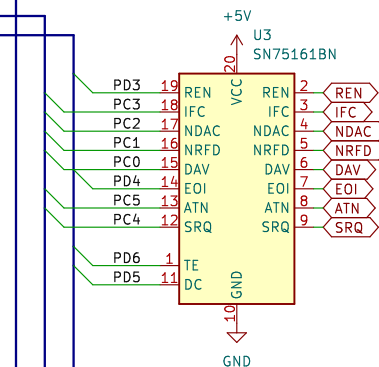 +5V
U3
SN75161BN
20
VCC
PD3 19 REN REN 2 REN
PC3 18 IFC IFC 3 IFC
PC2 17 NDAC NDAC 4 NDAC
PC1 16 NRFD NRFD 5 NRFD
PC0 15 DAV DAV 6 DAV
PD4 14 EOI EOI 7 EOI
PC5 13 ATN ATN 8 ATN
PC4 12 SRQ SRQ 9 SRQ
PD6 1 TE
PD5 11 DC
GND
10
GND